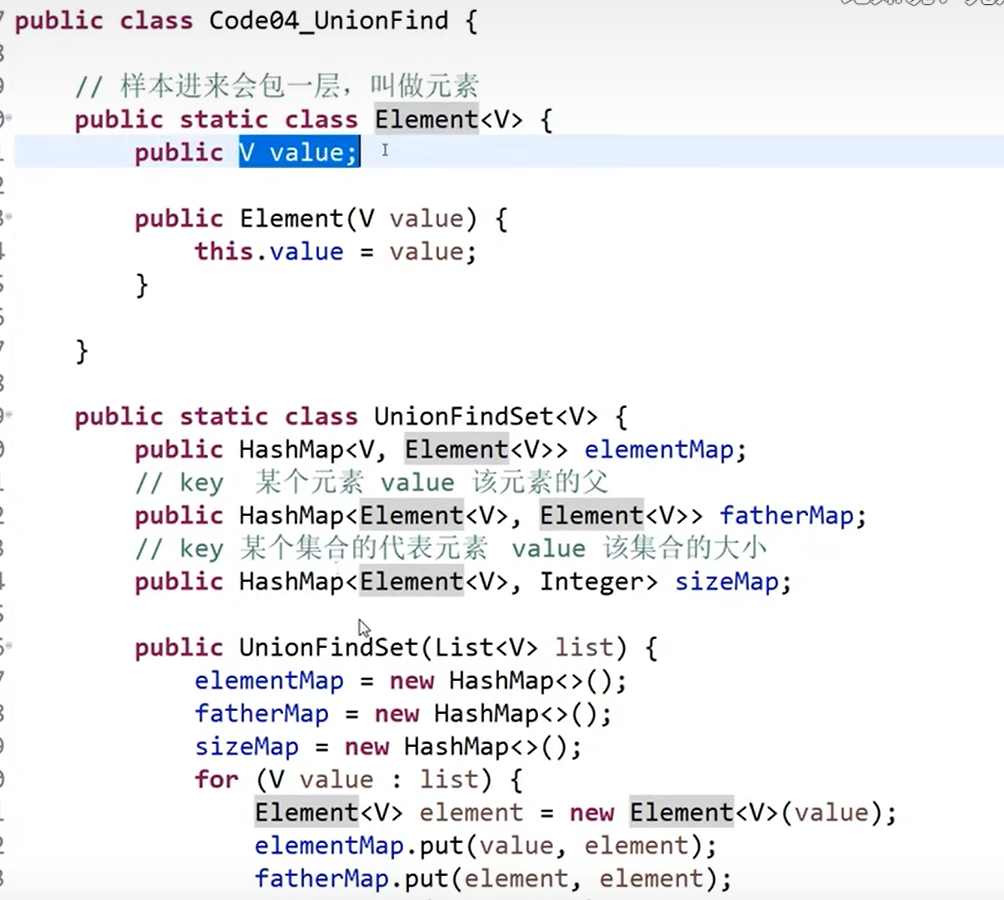 public class Code04_UnionFind {
// 样本进来会包一层，叫做元素
public static class Element<V> {
public V value;
public Element(V value) {
this.value = value;
}
}
public static class UnionFindSet<V> {
public HashMap<V, Element<V>> elementMap;
// key 某个元素 value 该元素的父
public HashMap<Element<V>, Element<V>> fatherMap;
// key 某个集合的代表元素 value 该集合的大小
public HashMap<Element<V>, Integer> sizeMap;
public UnionFindSet(List<V> list) {
elementMap = new HashMap<>();
fatherMap = new HashMap<>();
sizeMap = new HashMap<>();
for (V value : list) {
Element<V> element = new Element<V>(value);
elementMap.put(value, element);
fatherMap.put(element, element);